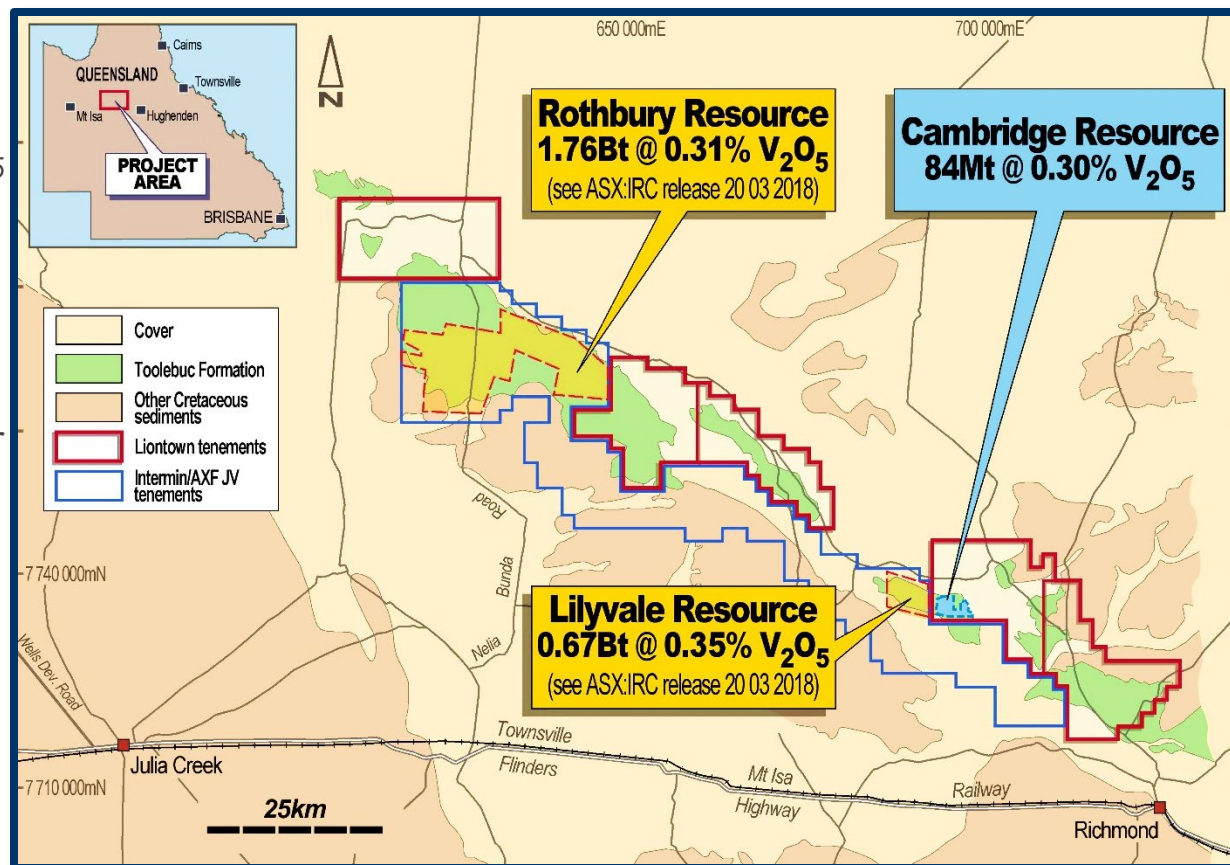 650 000mE
700 000mE
Cairns
QUEENSLAND
Townsville
Mt Isa
Hughenden
PROJECT
AREA
BRISBANE
N
5
Rothbury Resource
1.76Bt @ 0.31% V₂O₅
(see ASX:IRC release 20 03 2018)
Cambridge Resource
84Mt @ 0.30% V₂O₅
Cover
Toolebuc Formation
Other Cretaceous
sediments
Liontown tenements
Intermin/AXF JV
tenements
Road
Bunda
Nelia
7 740 000mN
Lilyvale Resource
0.67Bt @ 0.35% V₂O₅
(see ASX:IRC release 20 03 2018)
Wells Dev. Road
Julia Creek
Townsville
Flinders
Mt Isa
Highway
Railway
7 710 000mN
25km
Richmond